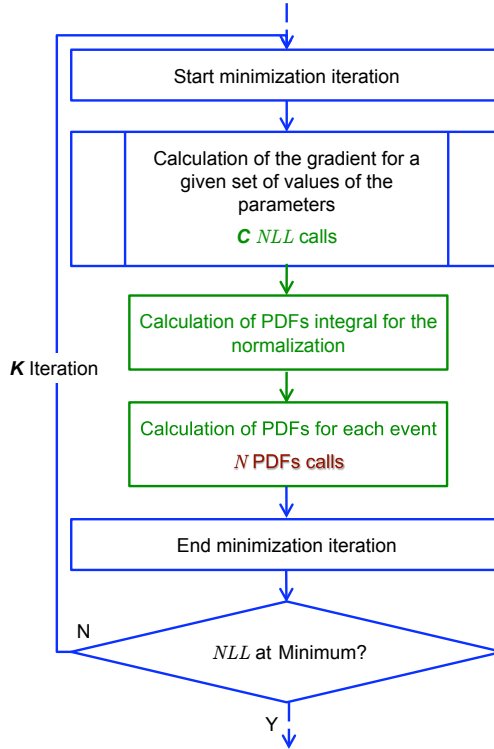 Start minimization iteration
Calculation of the gradient for a
given set of values of the
parameters
C NLL calls
Calculation of PDFs integral for the
normalization
K Iteration
Calculation of PDFs for each event
N PDFs calls
End minimization iteration
N
NLL at Minimum?
Y